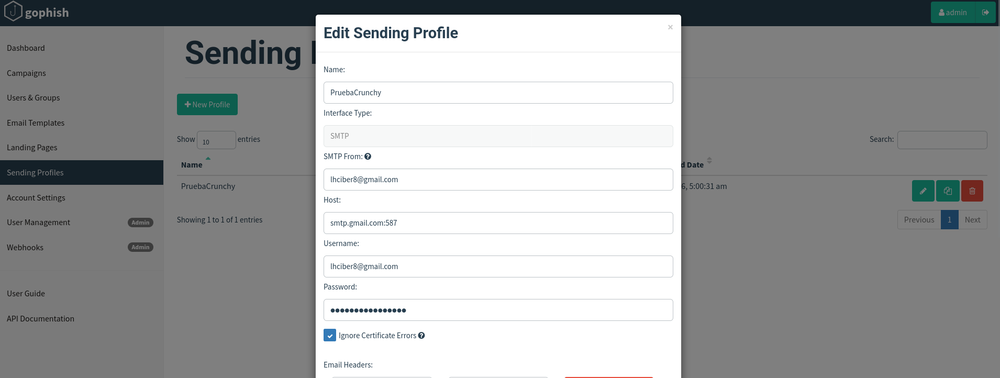 gophish
admin
Dashboard
Campaigns
Users & Groups
Email Templates
Landing Pages
Sending Profiles
Account Settings
User Management Admin
Webhooks Admin
User Guide
API Documentation
Sending
New Profile
Show 10 entries
Search:
Name
d Date
PruebaCrunchy
6, 5:00:31 am
Showing 1 to 1 of 1 entries
Previous 1 Next
Edit Sending Profile
×
Name:
PruebaCrunchy
Interface Type:
SMTP
SMTP From:
lhciber8@gmail.com
Host:
smtp.gmail.com:587
Username:
lhciber8@gmail.com
Password:
••••••••••••••••
Ignore Certificate Errors
Email Headers: